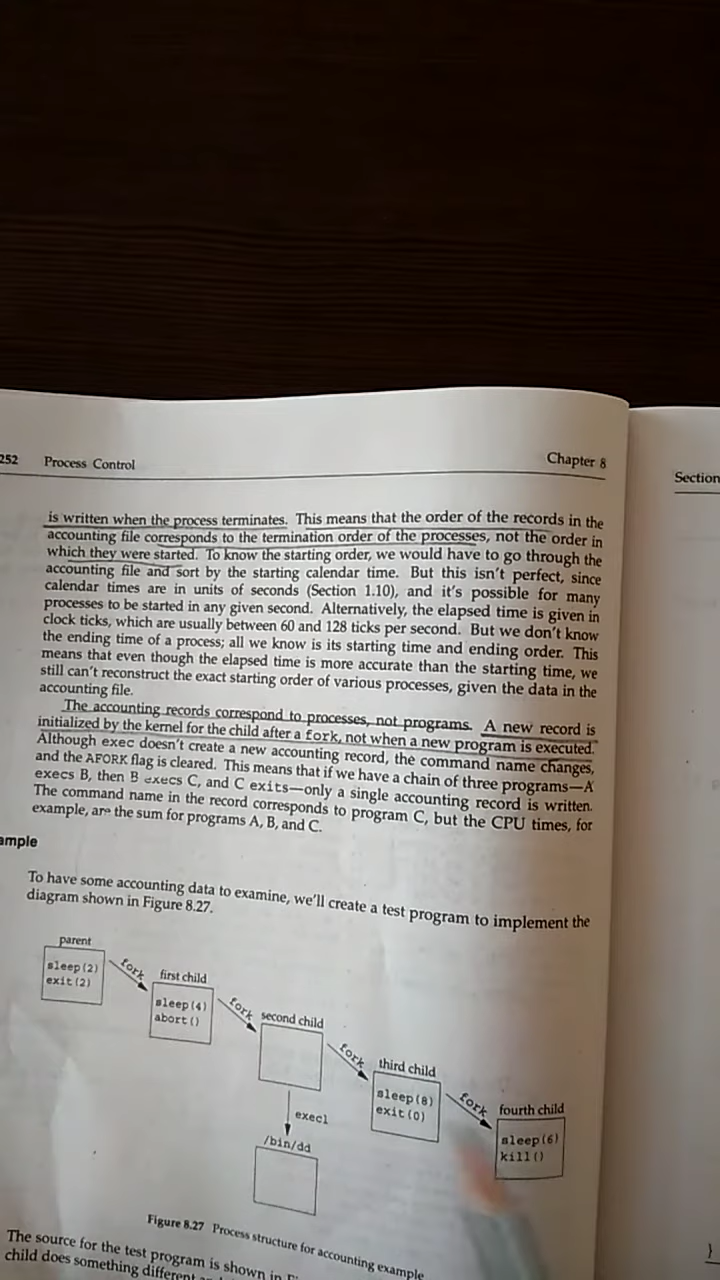 252 Process Control Chapter 8
Section
is written when the process terminates. This means that the order of the records in the
accounting file corresponds to the termination order of the processes, not the order in
which they were started. To know the starting order, we would have to go through the
accounting file and sort by the starting calendar time. But this isn't perfect, since
calendar times are in units of seconds (Section 1.10), and it's possible for many
processes to be started in any given second. Alternatively, the elapsed time is given in
clock ticks, which are usually between 60 and 128 ticks per second. But we don't know
the ending time of a process; all we know is its starting time and ending order. This
means that even though the elapsed time is more accurate than the starting time, we
still can't reconstruct the exact starting order of various processes, given the data in the
accounting file.
The accounting records correspond to processes, not programs. A new record is
initialized by the kernel for the child after a fork, not when a new program is executed.
Although exec doesn't create a new accounting record, the command name changes,
and the AFORK flag is cleared. This means that if we have a chain of three programs—A
execs B, then B execs C, and C exits—only a single accounting record is written.
The command name in the record corresponds to program C, but the CPU times, for
example, are the sum for programs A, B, and C.
ample
To have some accounting data to examine, we'll create a test program to implement the
diagram shown in Figure 8.27.
parent
sleep(2)
exit(2)
fork
first child
sleep(4)
abort()
fork
second child
execl
/bin/dd
fork
third child
sleep(8)
exit(0)
fork
fourth child
sleep(6)
kill()
Figure 8.27 Process structure for accounting example
The source for the test program is shown in
child does something different
}